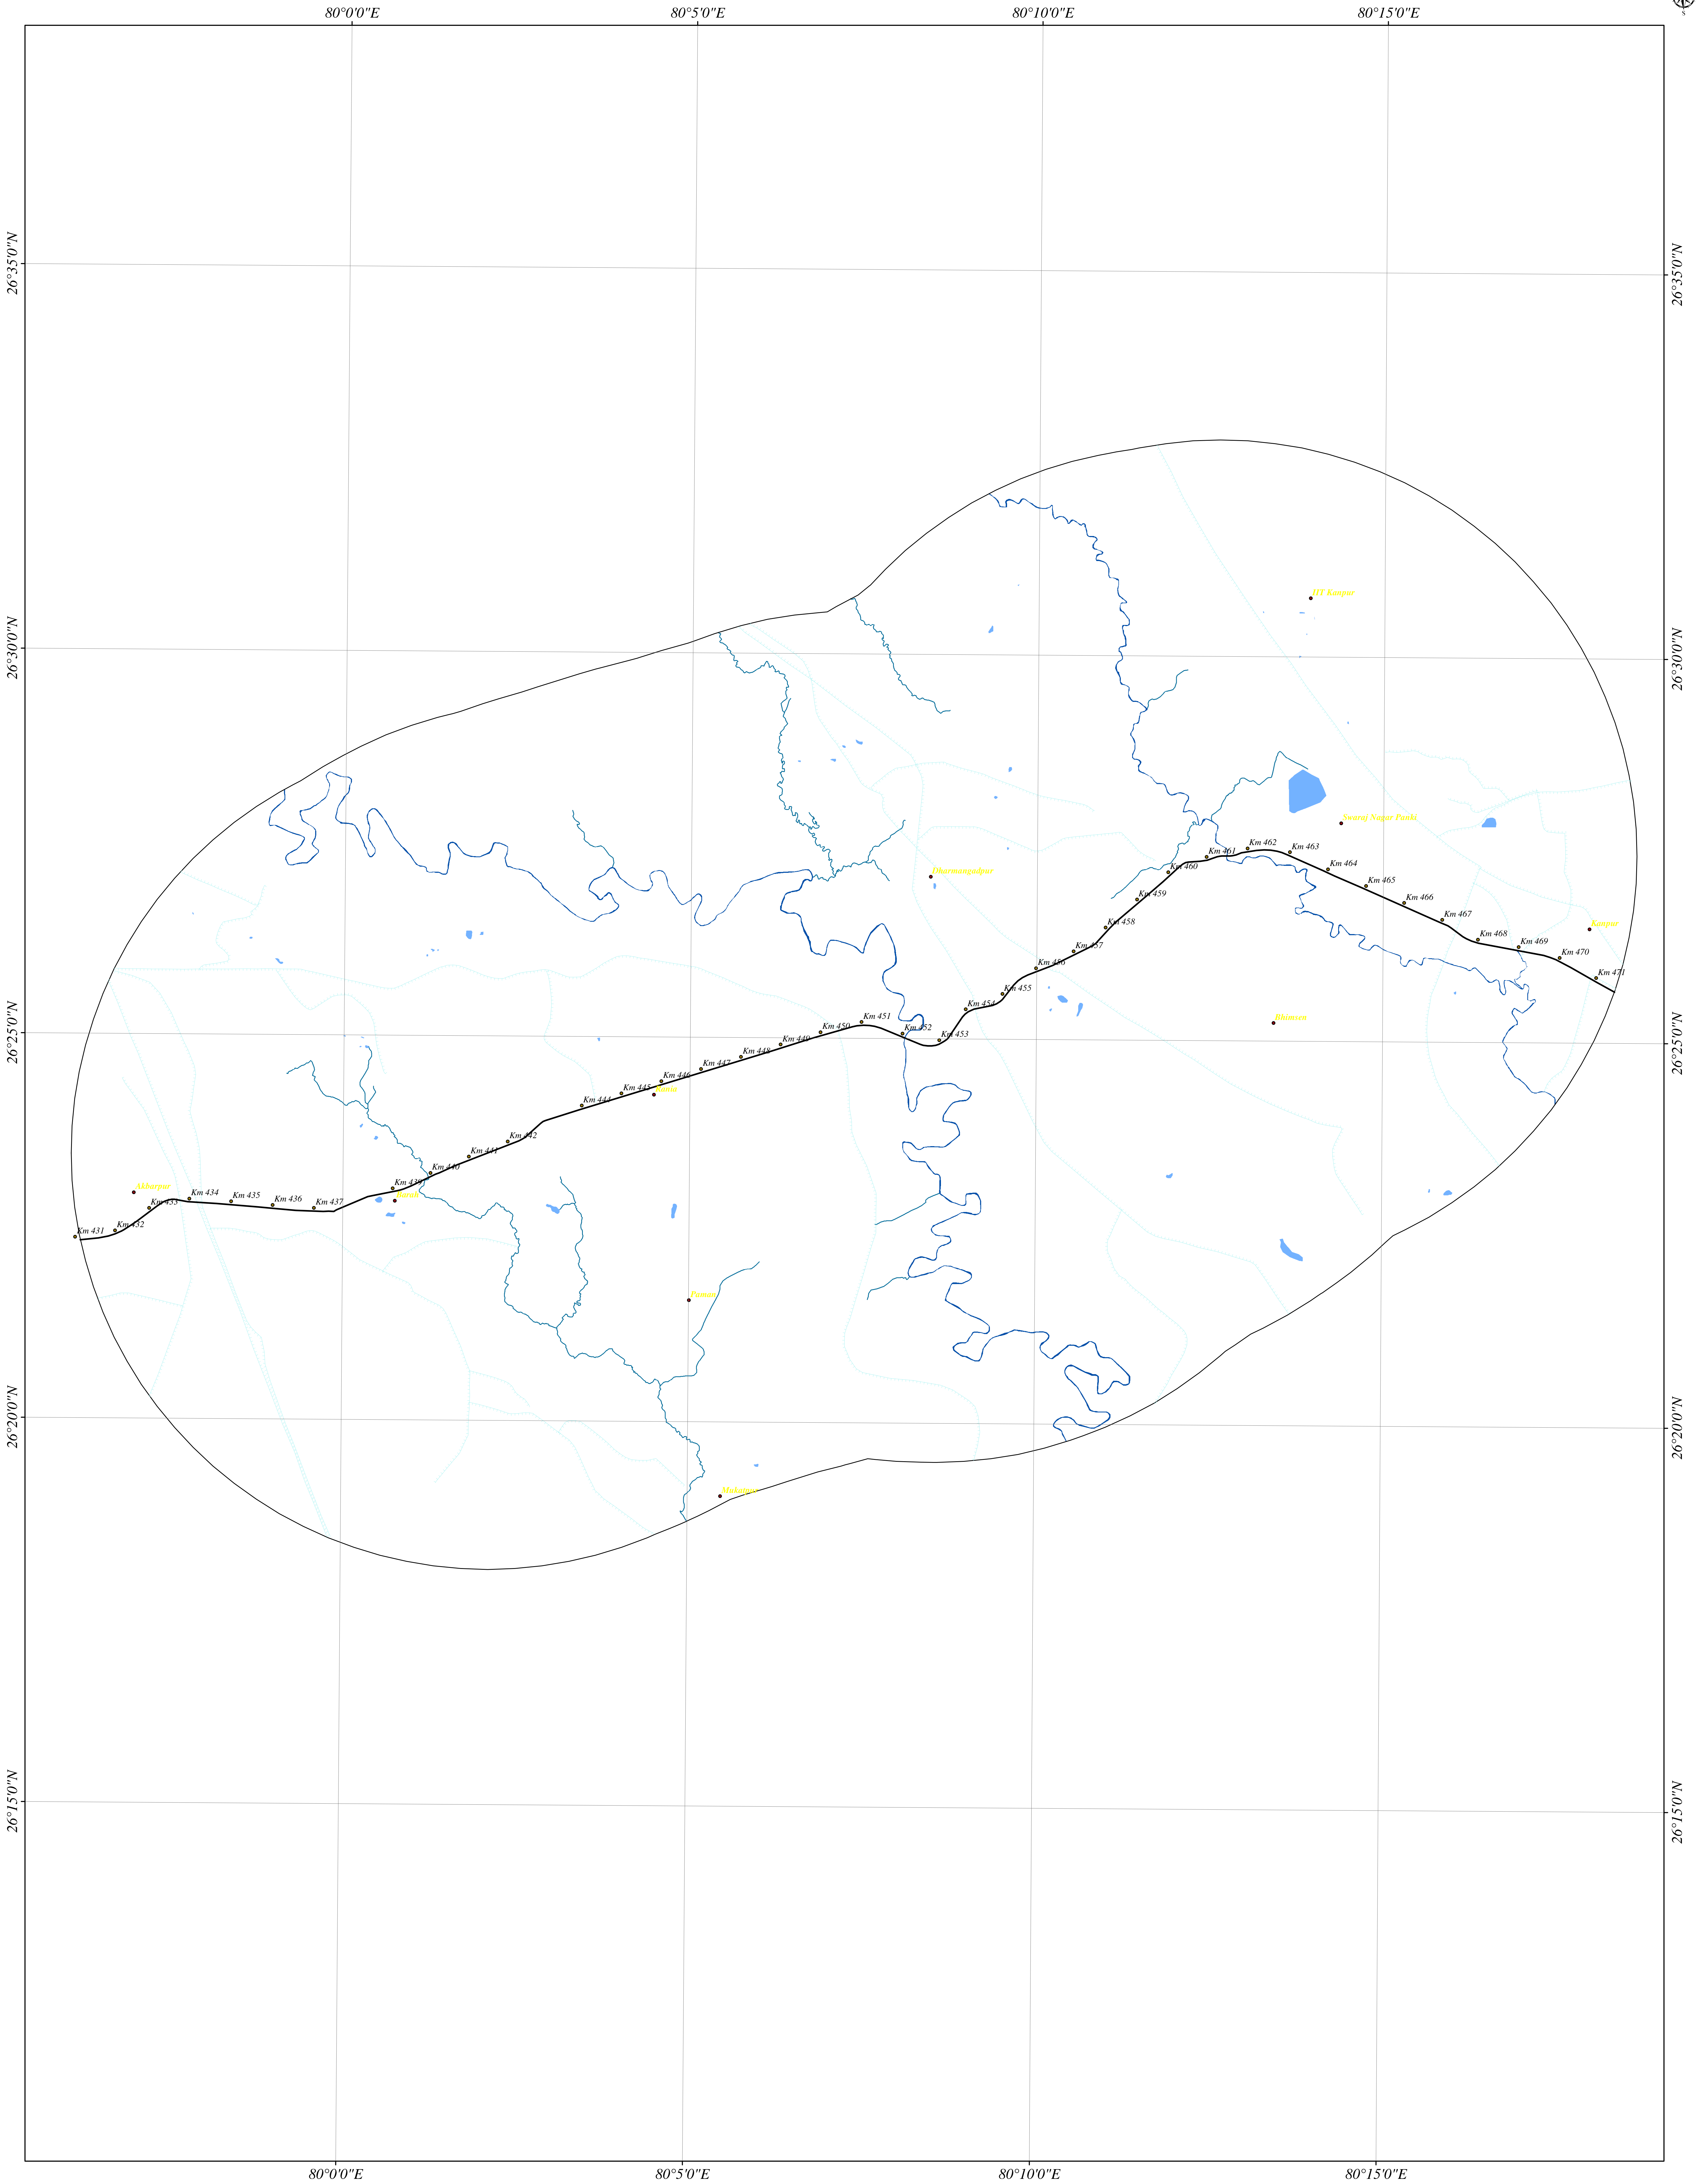 S
80°0'0"E 80°5'0"E 80°10'0"E 80°15'0"E
26°35'0"N 26°35'0"N
IIT Kanpur
26°30'0"N 26°30'0"N
Swaraj Nagar Panki
Km 461 Km 462 Km 463
Km 460 Km 464
Dharmangadpur
Km 465
Km 459 Km 466
Km 458 Km 467
Kanpur
Km 457 Km 468 Km 469
Km 456 Km 470
Km 455 Km 471
Km 454
Km 451 Bhimsen
Km 450 Km 452
Km 449 Km 453
26°25'0"N 26°25'0"N
Km 448
Km 447
Km 446
Km 445
Km 444
Km 442
Km 441
Km 440
Akbarpur Km 439
Km 434 Barah
Km 433 Km 435 Km 436 Km 437
Km 431 Km 432
26°20'0"N 26°20'0"N
26°15'0"N 26°15'0"N
80°0'0"E 80°5'0"E 80°10'0"E 80°15'0"E